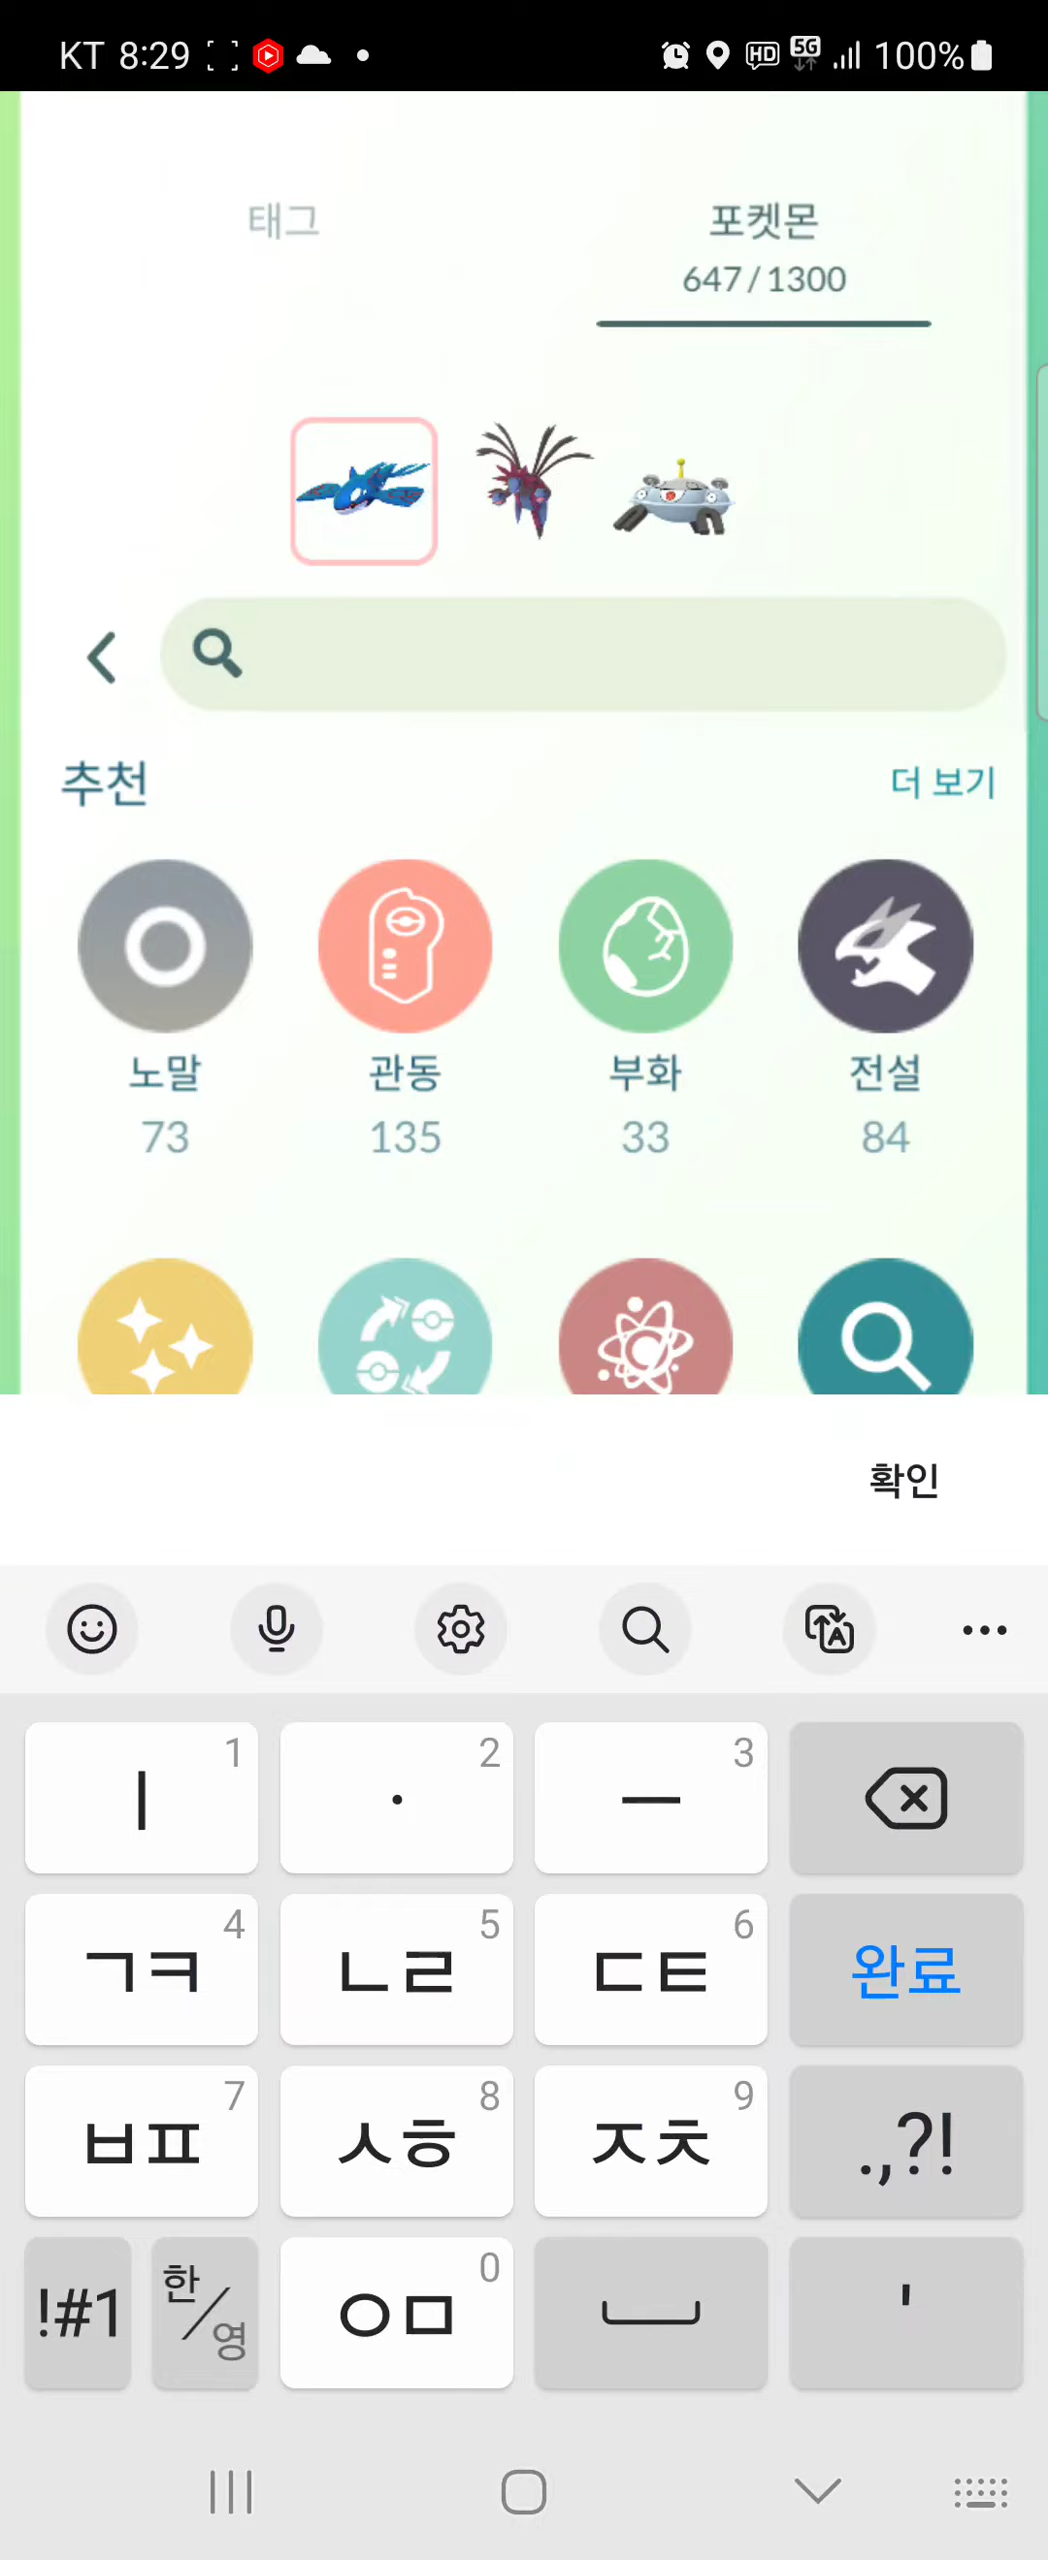 KT 8:29 HD 5G 100%
태그 포켓몬
647/1300
추천 더 보기
노말 관동 부화 전설
73 135 33 84
확인
ㅣ 1 · 2 ㅡ 3
ㄱㅋ 4 ㄴㄹ 5 ㄷㅌ 6 완료
ㅂㅍ 7 ㅅㅎ 8 ㅈㅊ 9 .,?!
!#1 한/영 ㅇㅁ 0 '